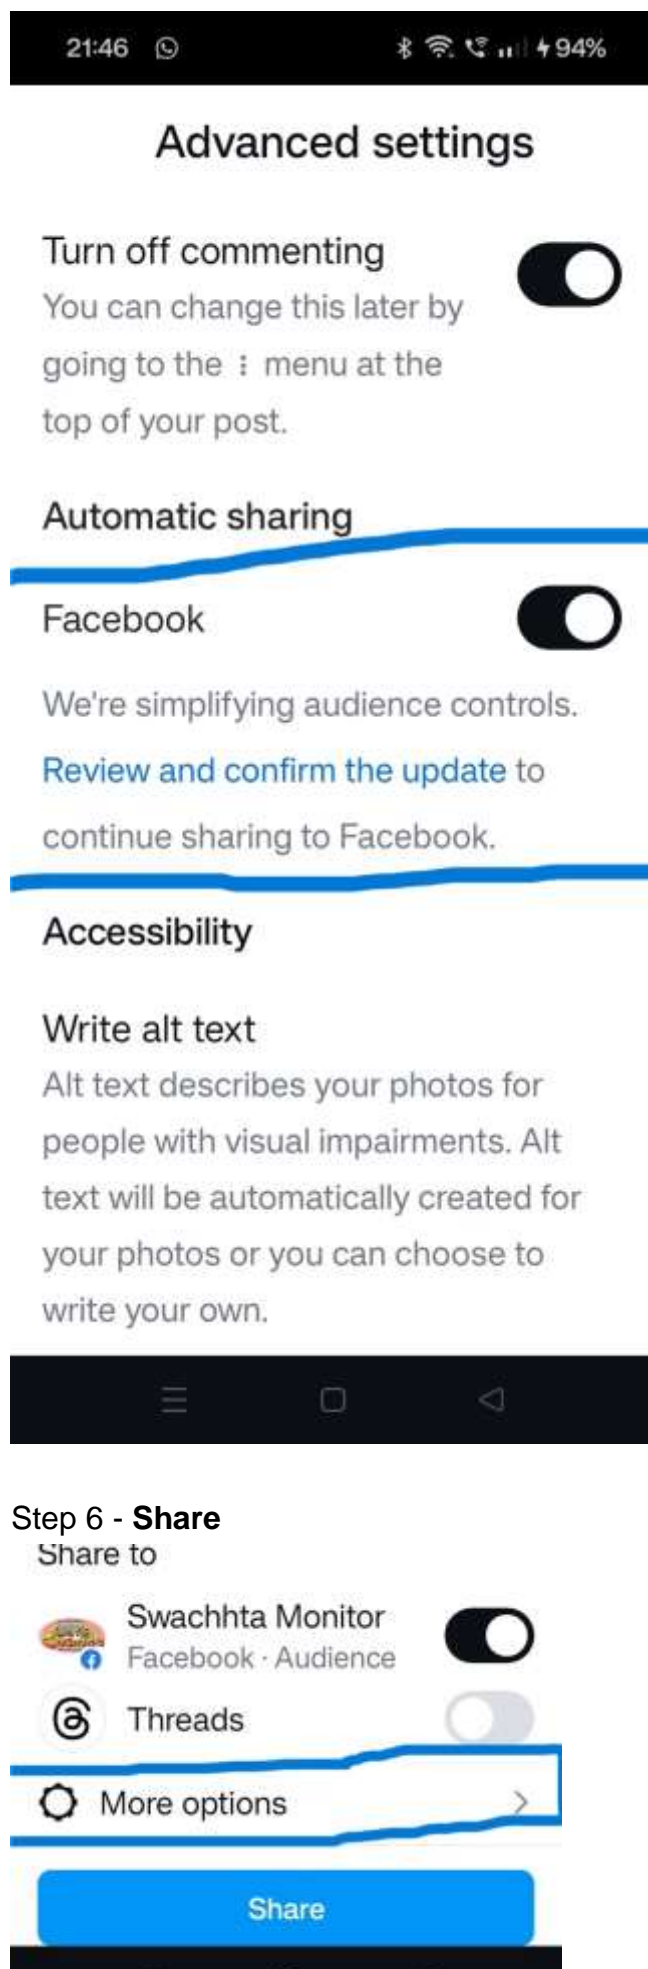 21:46 94%
Advanced settings
Turn off commenting
You can change this later by
going to the ⋮ menu at the
top of your post.
Automatic sharing
Facebook
We're simplifying audience controls.
Review and confirm the update to
continue sharing to Facebook.
Accessibility
Write alt text
Alt text describes your photos for
people with visual impairments. Alt
text will be automatically created for
your photos or you can choose to
write your own.
Step 6 - Share
Share to
Swachhta Monitor
Facebook · Audience
Threads
More options
Share